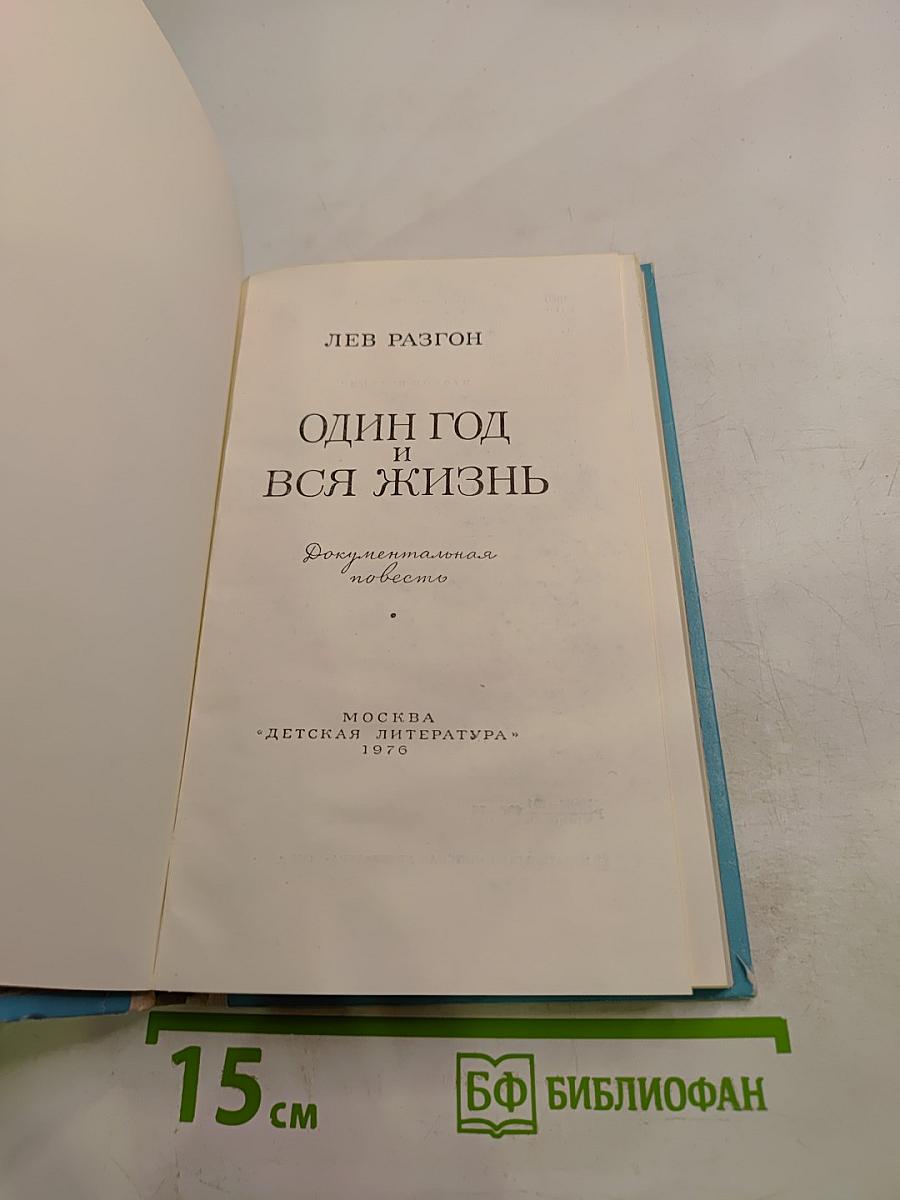 ЛЕВ РАЗГОН
ОДИН ГОД
и
ВСЯ ЖИЗНЬ
Документальная
повесть
МОСКВА
«ДЕТСКАЯ ЛИТЕРАТУРА»
1976
15 см
БФ БИБЛИОФАН